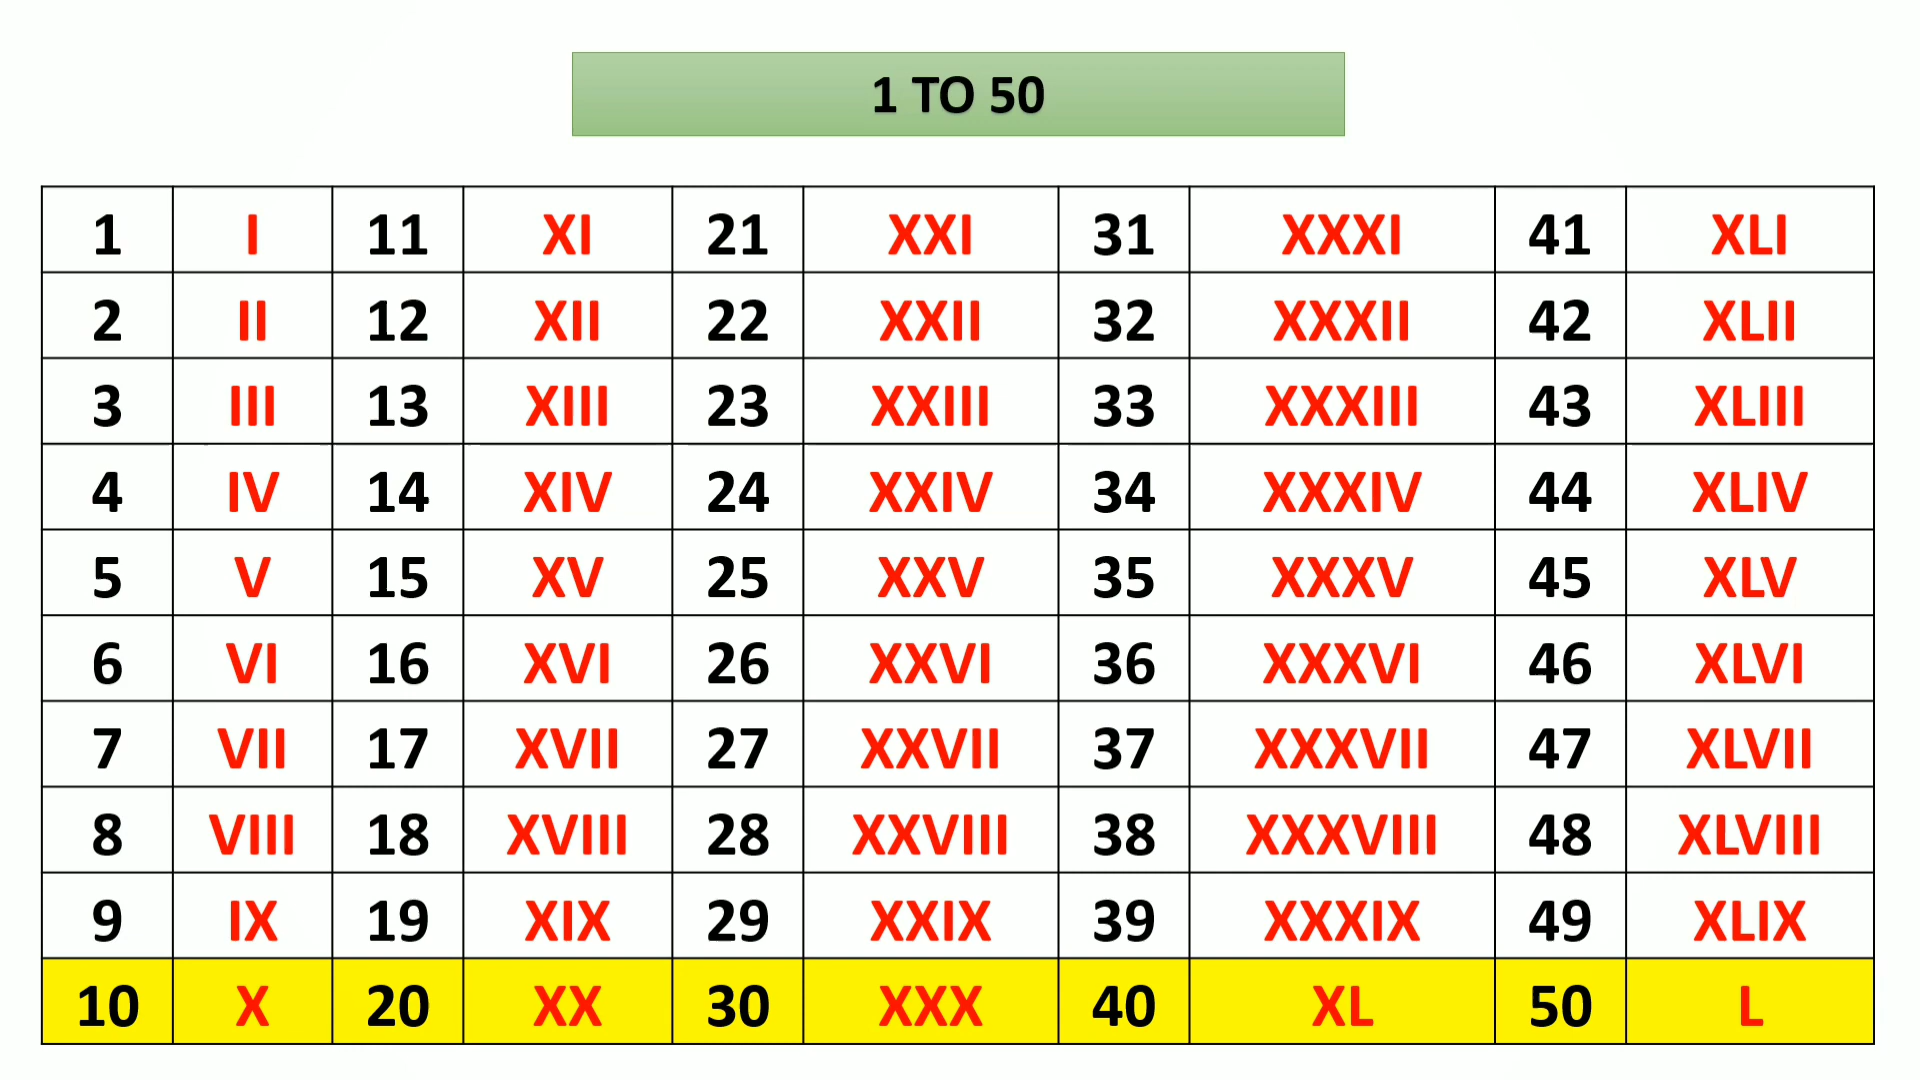 1 TO 50
1 I 11 XI 21 XXI 31 XXXI 41 XLI
2 II 12 XII 22 XXII 32 XXXII 42 XLII
3 III 13 XIII 23 XXIII 33 XXXIII 43 XLIII
4 IV 14 XIV 24 XXIV 34 XXXIV 44 XLIV
5 V 15 XV 25 XXV 35 XXXV 45 XLV
6 VI 16 XVI 26 XXVI 36 XXXVI 46 XLVI
7 VII 17 XVII 27 XXVII 37 XXXVII 47 XLVII
8 VIII 18 XVIII 28 XXVIII 38 XXXVIII 48 XLVIII
9 IX 19 XIX 29 XXIX 39 XXXIX 49 XLIX
10 X 20 XX 30 XXX 40 XL 50 L